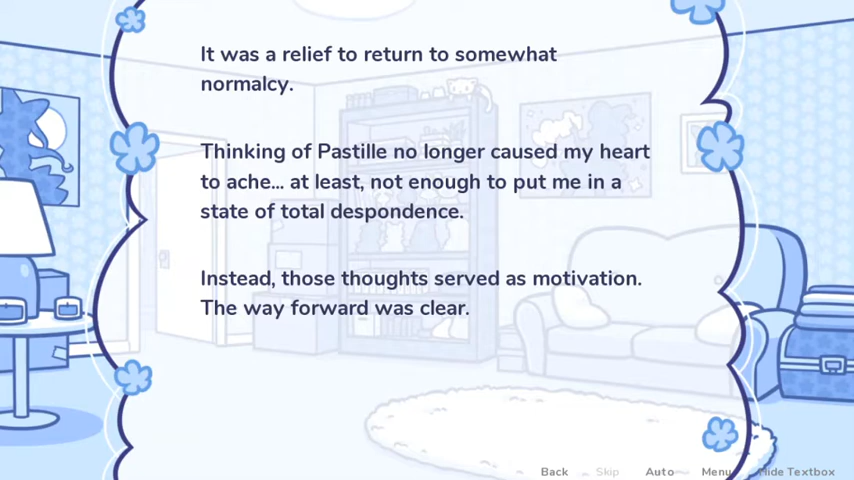 It was a relief to return to somewhat
normalcy.
Thinking of Pastille no longer caused my heart
to ache... at least, not enough to put me in a
state of total despondence.
Instead, those thoughts served as motivation.
The way forward was clear.
Back Skip Auto Menu Hide Textbox